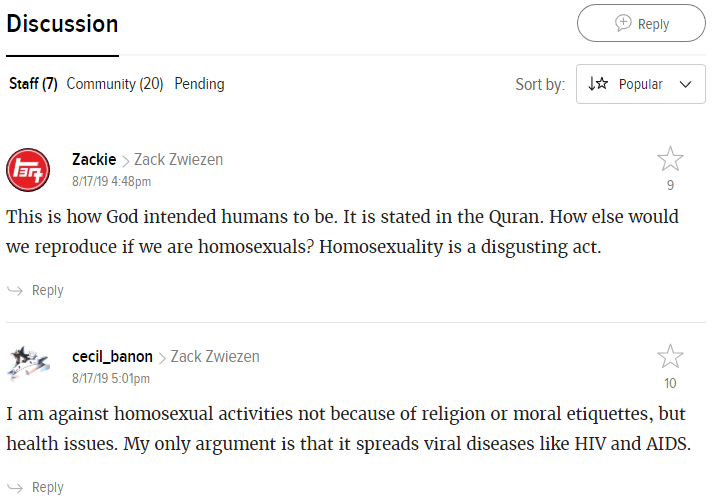 Discussion
Reply
Staff (7) Community (20) Pending
Sort by: Popular
Zackie > Zack Zwiezen
8/17/19 4:48pm
9
This is how God intended humans to be. It is stated in the Quran. How else would
we reproduce if we are homosexuals? Homosexuality is a disgusting act.
Reply
cecil_banon > Zack Zwiezen
8/17/19 5:01pm
10
I am against homosexual activities not because of religion or moral etiquettes, but
health issues. My only argument is that it spreads viral diseases like HIV and AIDS.
Reply